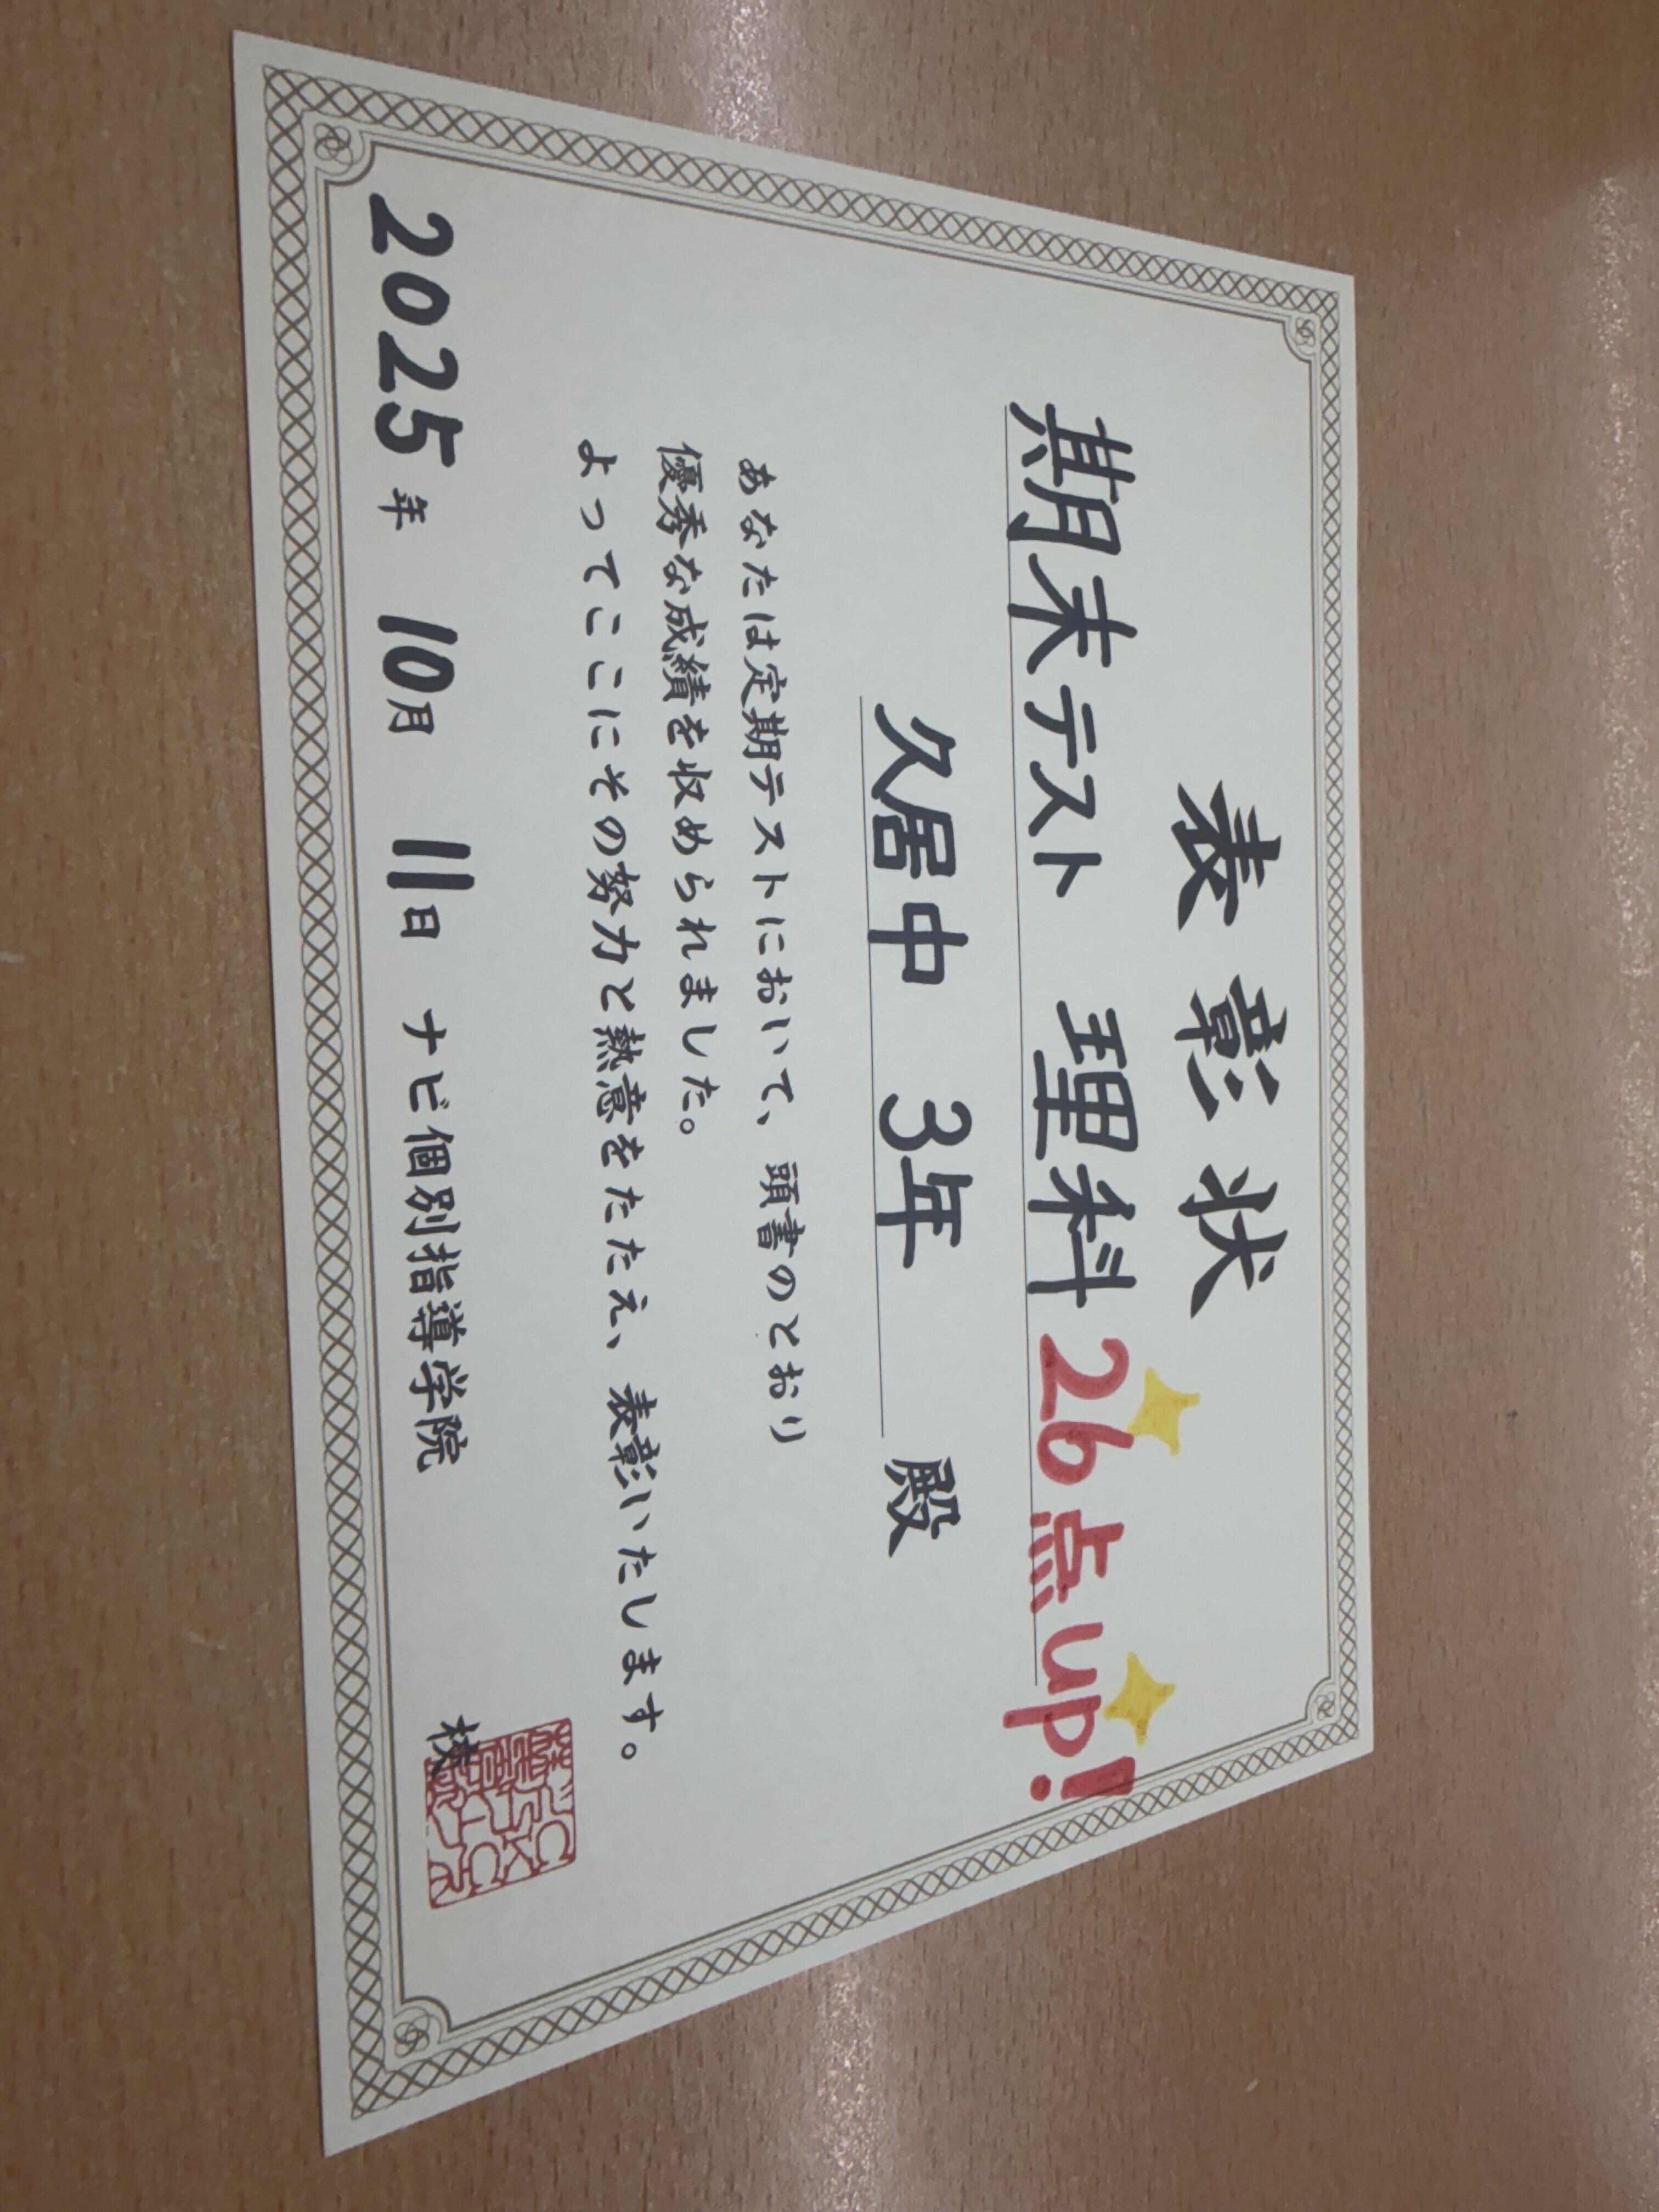 表彰状
期末テスト 理科 26点up!
久居中 3年 殿
あなたは定期テストにおいて、頭書のとおり
優秀な成績を収められました。
よってここにその努力と熱意をたたえ、表彰いたします。
2025年 10月 11日 ナビ個別指導学院